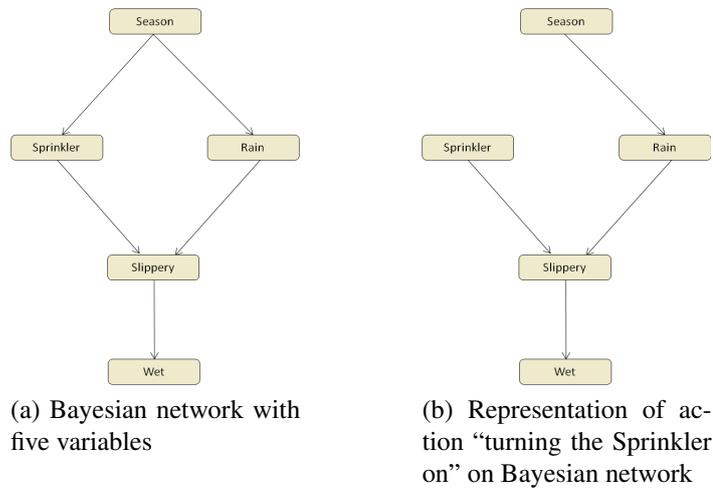 Season
Sprinkler
Rain
Slippery
Wet
(a) Bayesian network with
five variables
Season
Sprinkler
Rain
Slippery
Wet
(b) Representation of ac-
tion “turning the Sprinkler
on” on Bayesian network